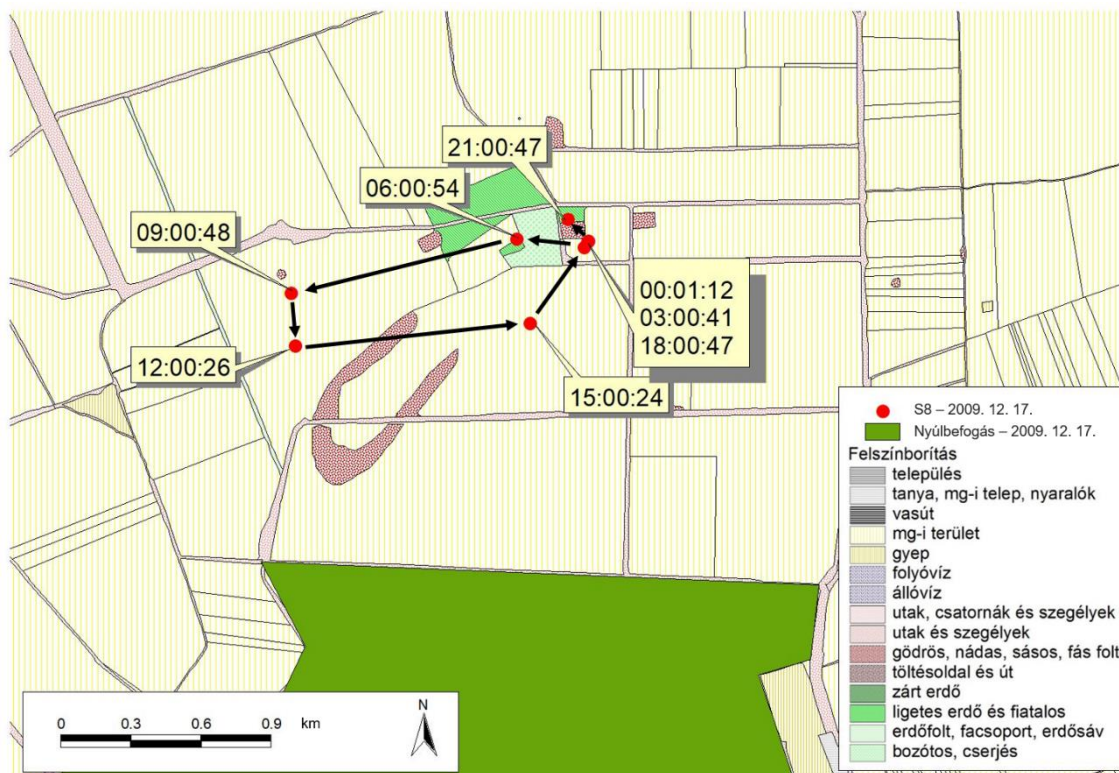 21:00:47
06:00:54
09:00:48
00:01:12
03:00:41
18:00:47
12:00:26
15:00:24
S8 – 2009. 12. 17.
Nyúlbefogás – 2009. 12. 17.
Felszínborítás
település
tanya, mg-i telep, nyaralók
vasút
mg-i terület
gyep
folyóvíz
állóvíz
utak, csatornák és szegélyek
utak és szegélyek
gödrös, nádas, sásos, fás folt
töltésoldal és út
zárt erdő
ligetes erdő és fiatalos
erdőfolt, facsoport, erdősáv
bozótos, cserjés
0 0.3 0.6 0.9 km
N